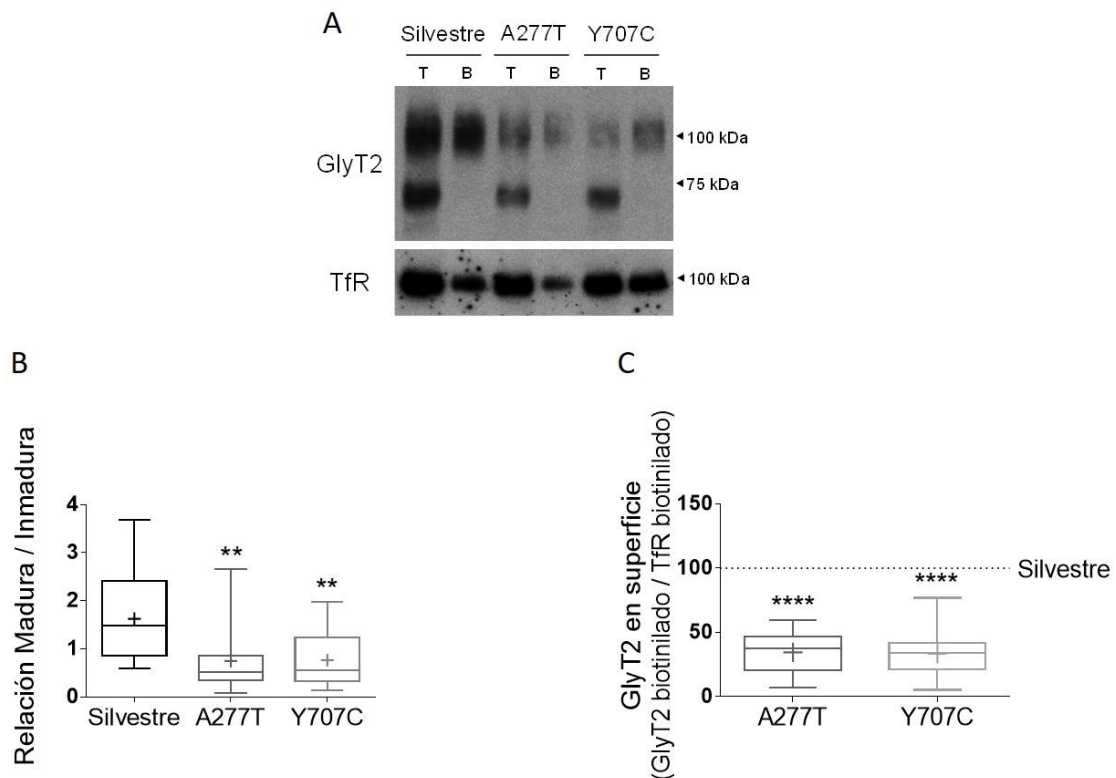 A
Silvestre A277T Y707C
T B T B T B
GlyT2
100 kDa
75 kDa
TfR
100 kDa
B
Relación Madura / Inmadura
4
3
2
1
0
** **
Silvestre A277T Y707C
C
GlyT2 en superficie
(GlyT2 biotinilado / TfR biotinilado)
150
100
50
0
Silvestre
**** ****
A277T Y707C